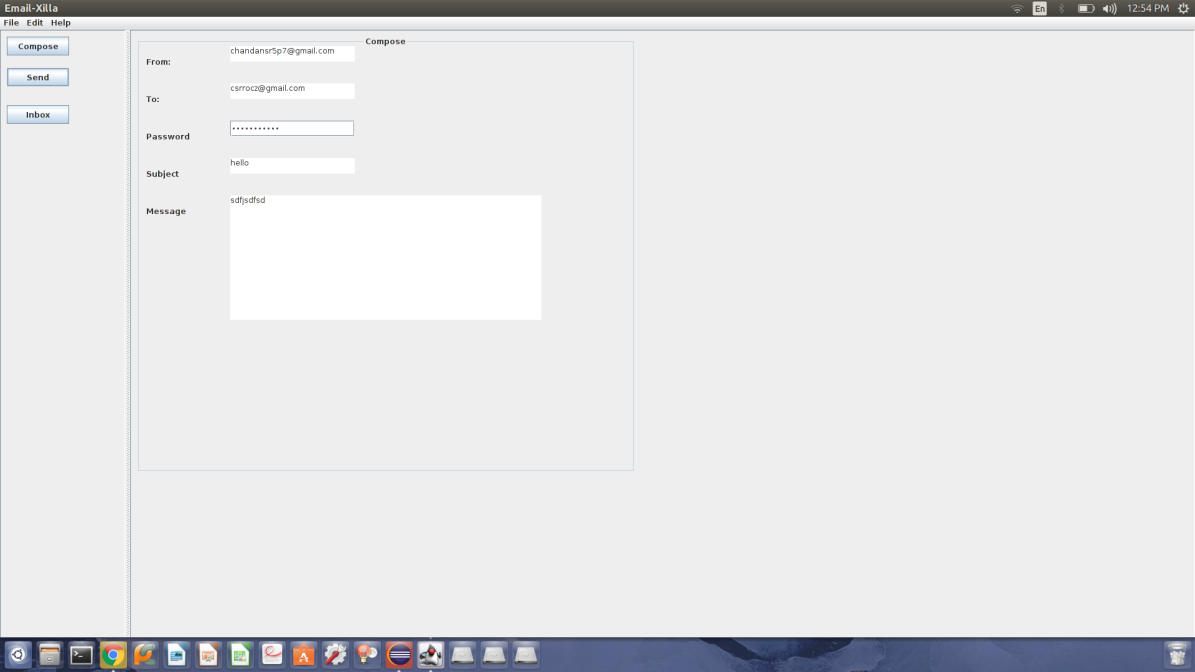 Email-Xilla
En
12:54 PM
File Edit Help
Compose
Send
Inbox
Compose
From:
chandansr5p7@gmail.com
To:
csrrocz@gmail.com
Password
•••••••••••
Subject
hello
Message
sdfjsdfsd